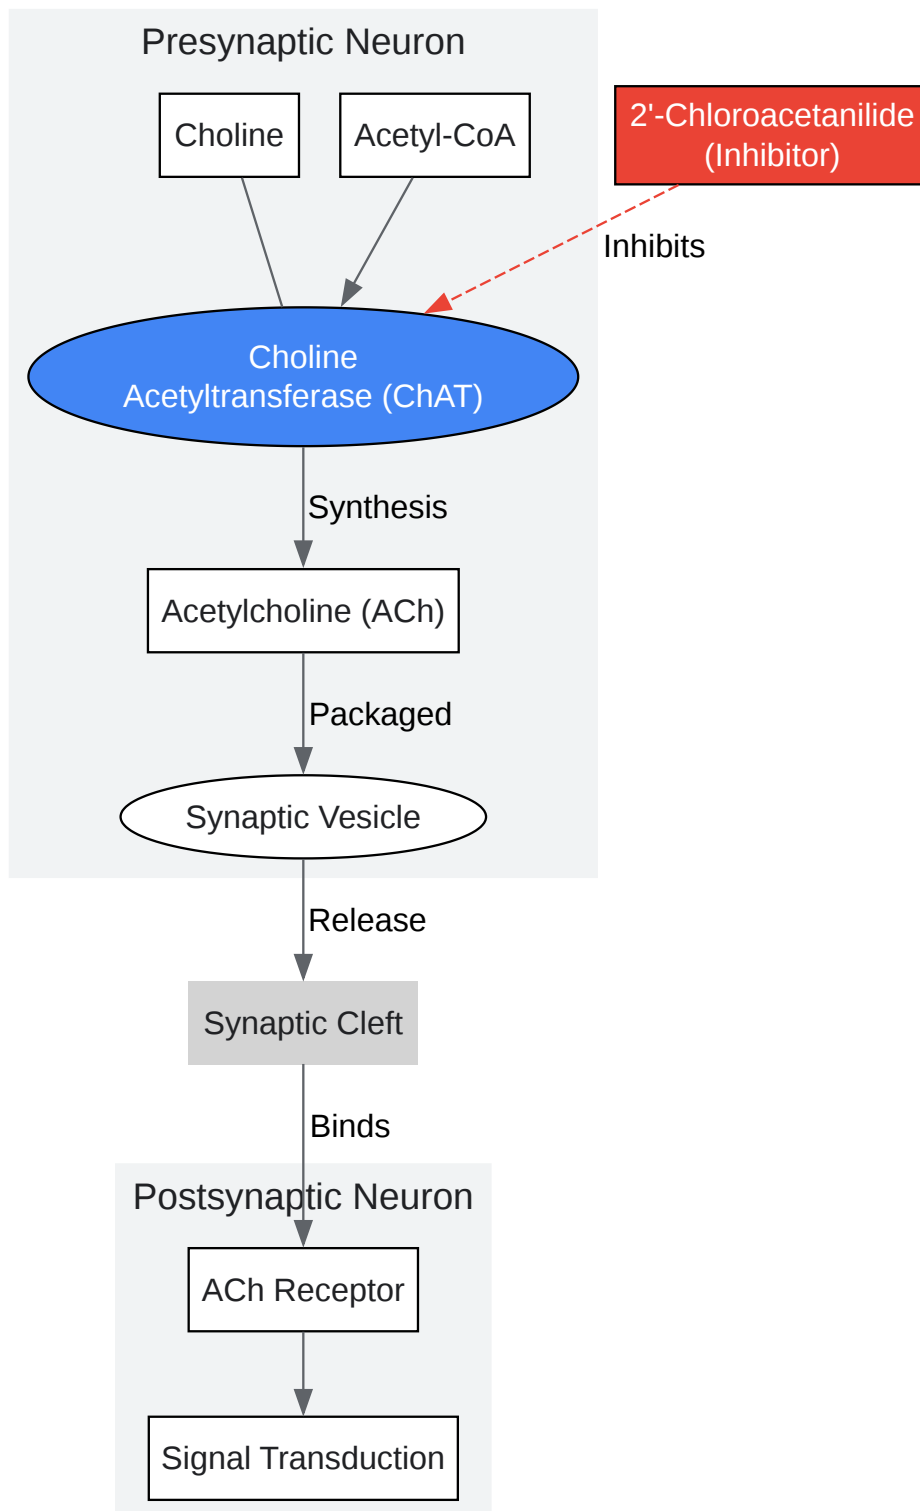 Presynaptic Neuron
Choline
Acetyl-CoA
2'-Chloroacetanilide
(Inhibitor)
Inhibits
Choline
Acetyltransferase (ChAT)
Synthesis
Acetylcholine (ACh)
Packaged
Synaptic Vesicle
Release
Synaptic Cleft
Binds
Postsynaptic Neuron
ACh Receptor
Signal Transduction